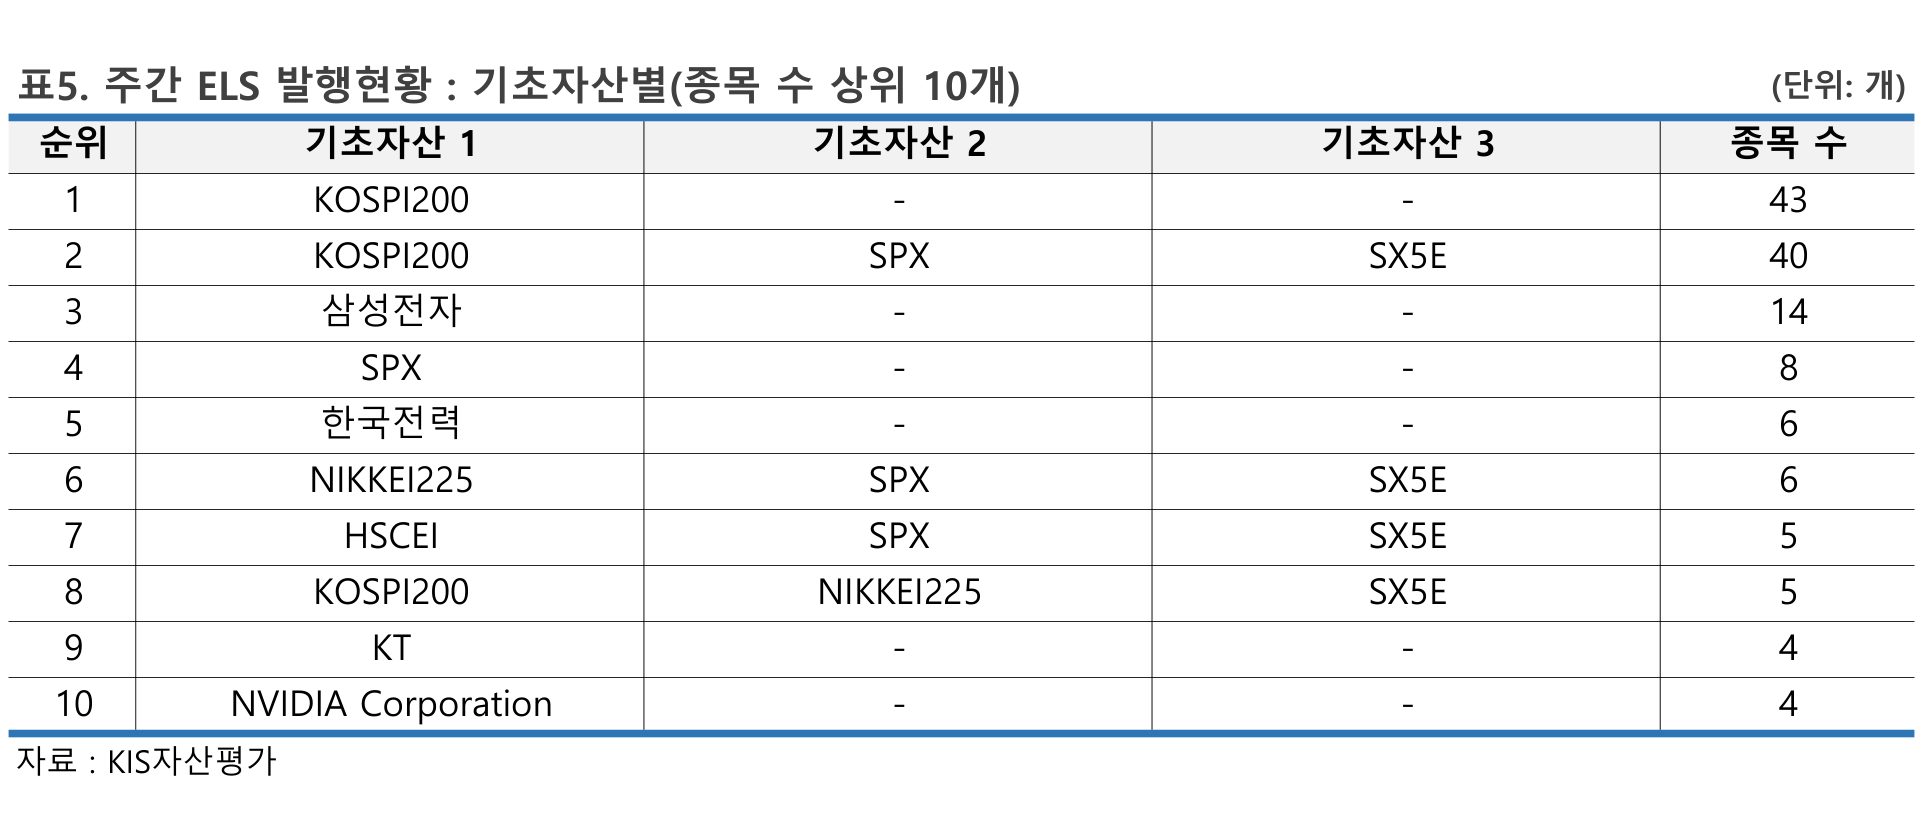 표5. 주간 ELS 발행현황 : 기초자산별(종목 수 상위 10개) (단위: 개)
순위 기초자산 1 기초자산 2 기초자산 3 종목 수
1 KOSPI200 - - 43
2 KOSPI200 SPX SX5E 40
3 삼성전자 - - 14
4 SPX - - 8
5 한국전력 - - 6
6 NIKKEI225 SPX SX5E 6
7 HSCEI SPX SX5E 5
8 KOSPI200 NIKKEI225 SX5E 5
9 KT - - 4
10 NVIDIA Corporation - - 4
자료 : KIS자산평가